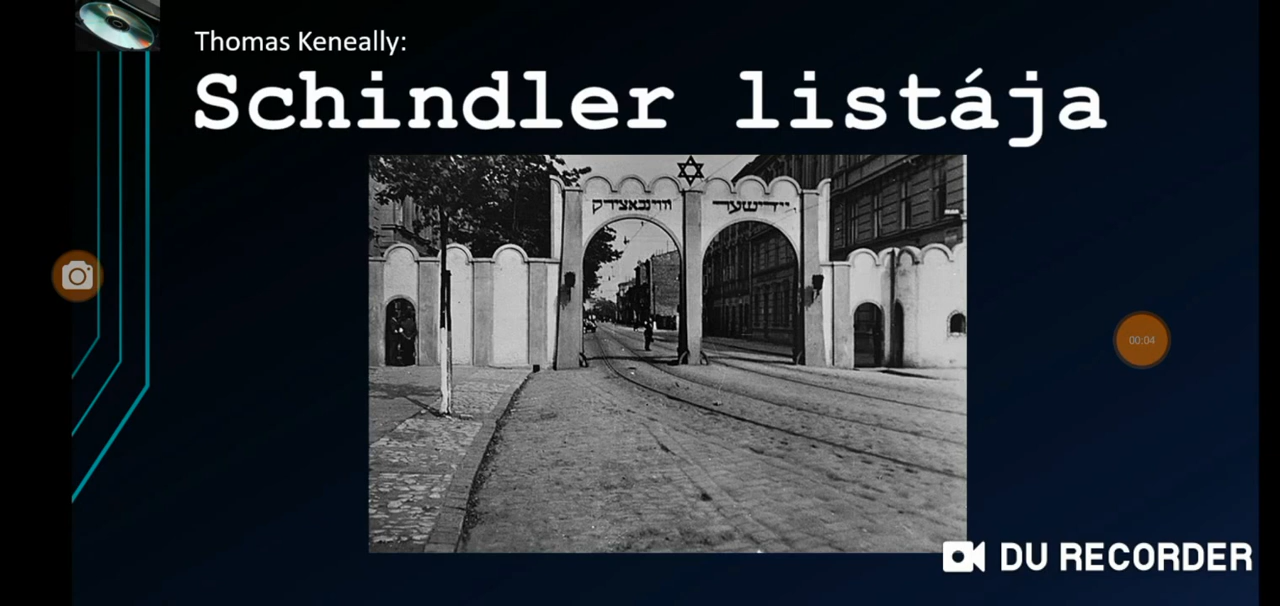 Thomas Keneally:
Schindler listája
יידישער
00:04
DU RECORDER